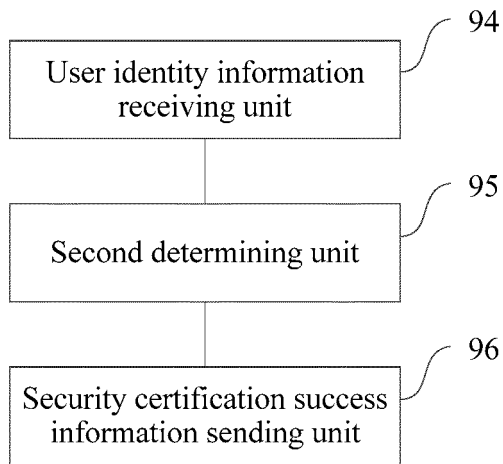 94
User identity information
receiving unit
95
Second determining unit
96
Security certification success
information sending unit